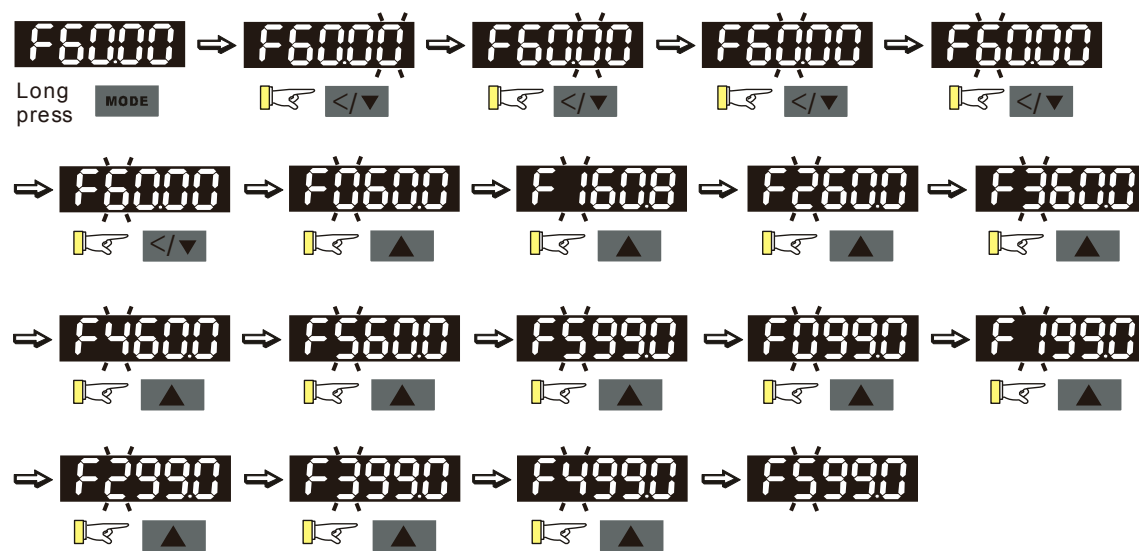 F60.00 ⇨ F60.00 ⇨ F60.00 ⇨ F60.00 ⇨ F60.00
Long press MODE </▼ </▼ </▼ </▼
⇨ F60.00 ⇨ F060.0 ⇨ F160.8 ⇨ F260.0 ⇨ F360.0
</▼ ▲ ▲ ▲ ▲
⇨ F460.0 ⇨ F560.0 ⇨ F599.0 ⇨ F099.0 ⇨ F199.0
▲ ▲ ▲ ▲ ▲
⇨ F299.0 ⇨ F399.0 ⇨ F499.0 ⇨ F599.0
▲ ▲ ▲